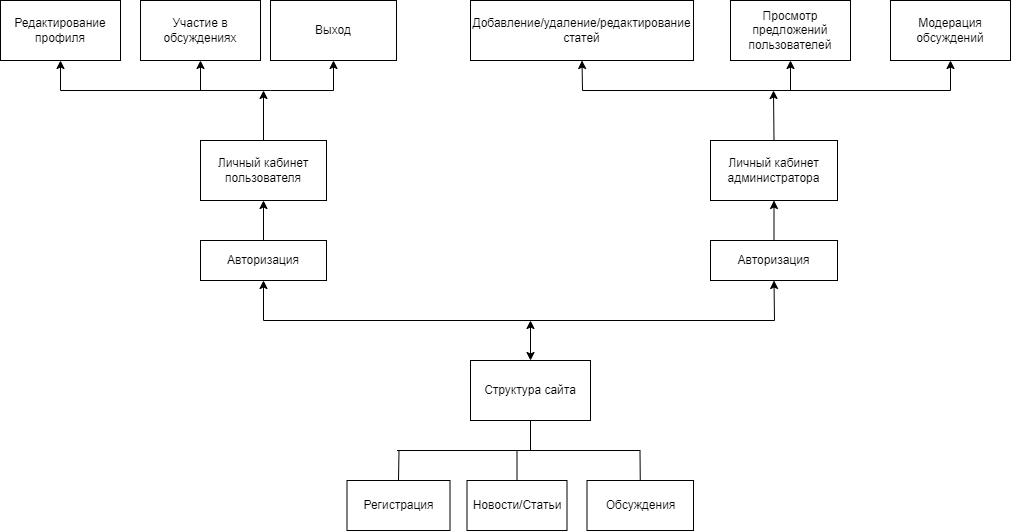 Редактирование
профиля
Участие в
обсуждениях
Выход
Добавление/удаление/редактирование
статей
Просмотр
предложений
пользователей
Модерация
обсуждений
Личный кабинет
пользователя
Личный кабинет
администратора
Авторизация
Авторизация
Структура сайта
Регистрация
Новости/Статьи
Обсуждения